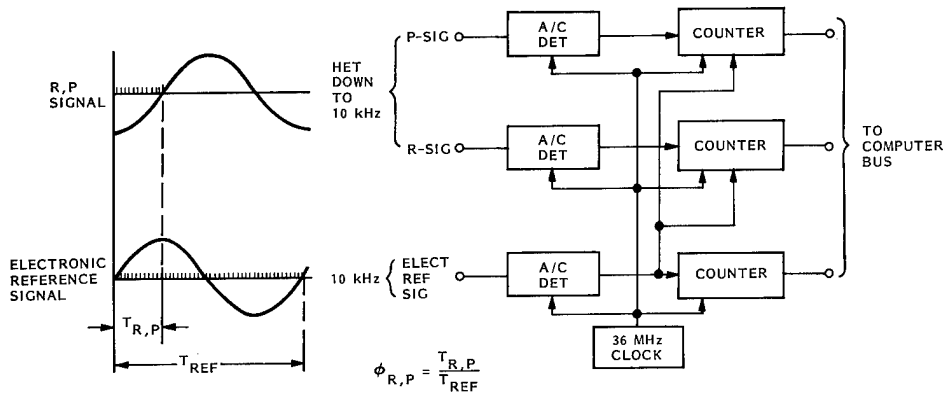 R,P
SIGNAL
ELECTRONIC
REFERENCE
SIGNAL
T R,P
T REF
HET
DOWN
TO
10 kHz
P-SIG
R-SIG
10 kHz
ELECT
REF
SIG
A/C
DET
COUNTER
A/C
DET
COUNTER
A/C
DET
COUNTER
36 MHz
CLOCK
TO
COMPUTER
BUS
ϕ R,P = T R,P / T REF